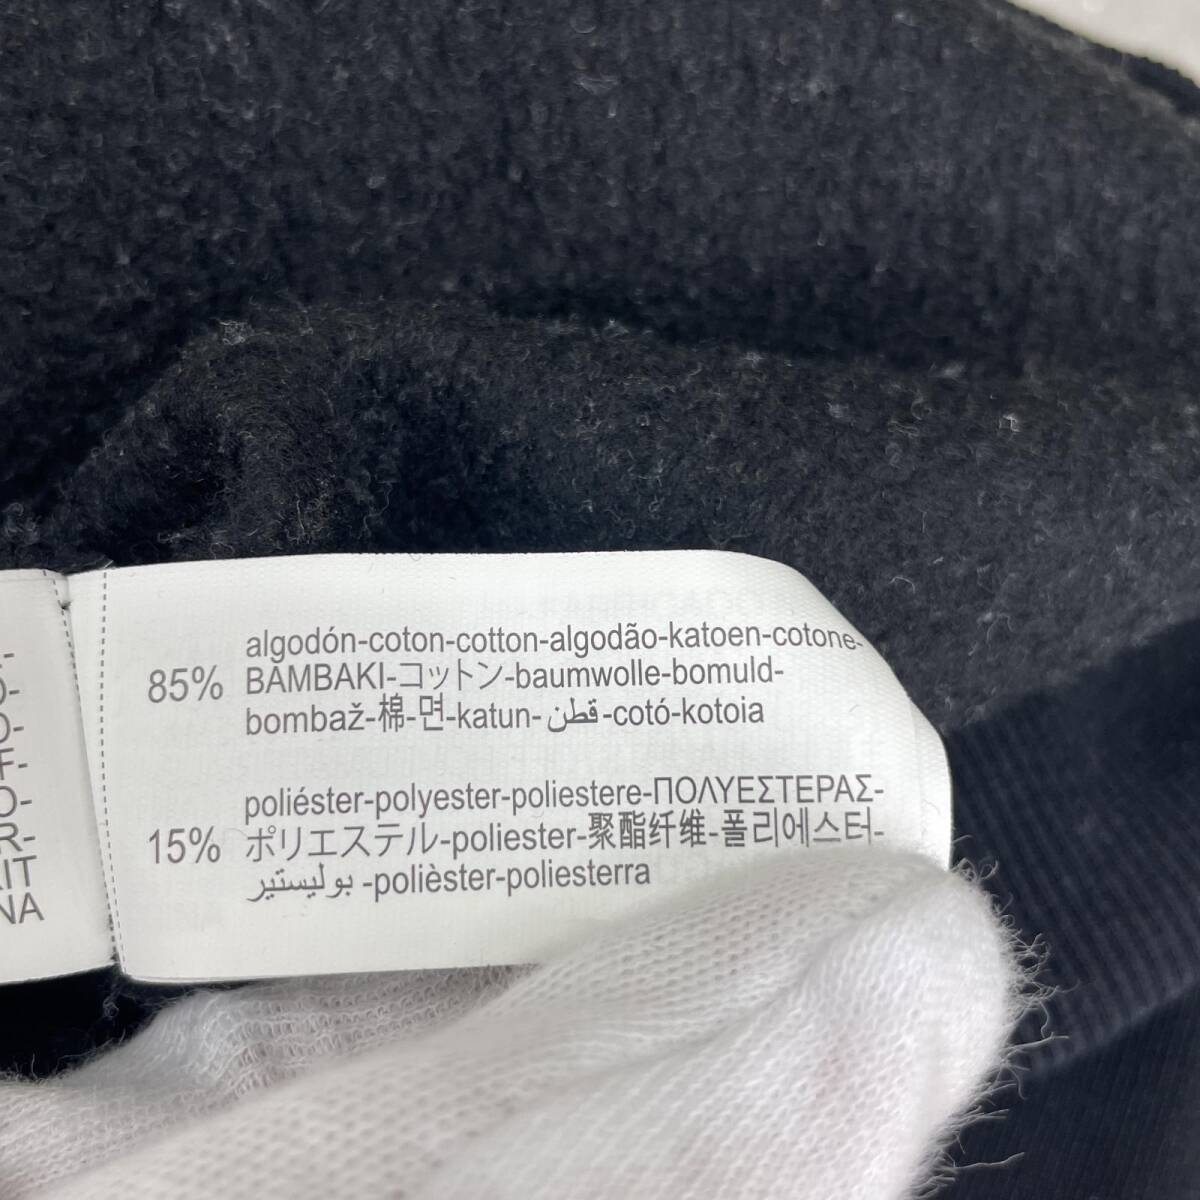 85%
algodón-coton-cotton-algodão-katoen-cotone-
BAMBAKI-コットン-baumwolle-bomuld-
bombaž-棉-면-katun-قطن-cotó-kotoia
15%
poliéster-polyester-poliestere-ΠΟΛΥΕΣΤΕΡΑΣ-
ポリエステル-poliester-聚酯纤维-폴리에스터-
بوليستير-polièster-poliesterra
O-
F-
O-
R-
IT
NA